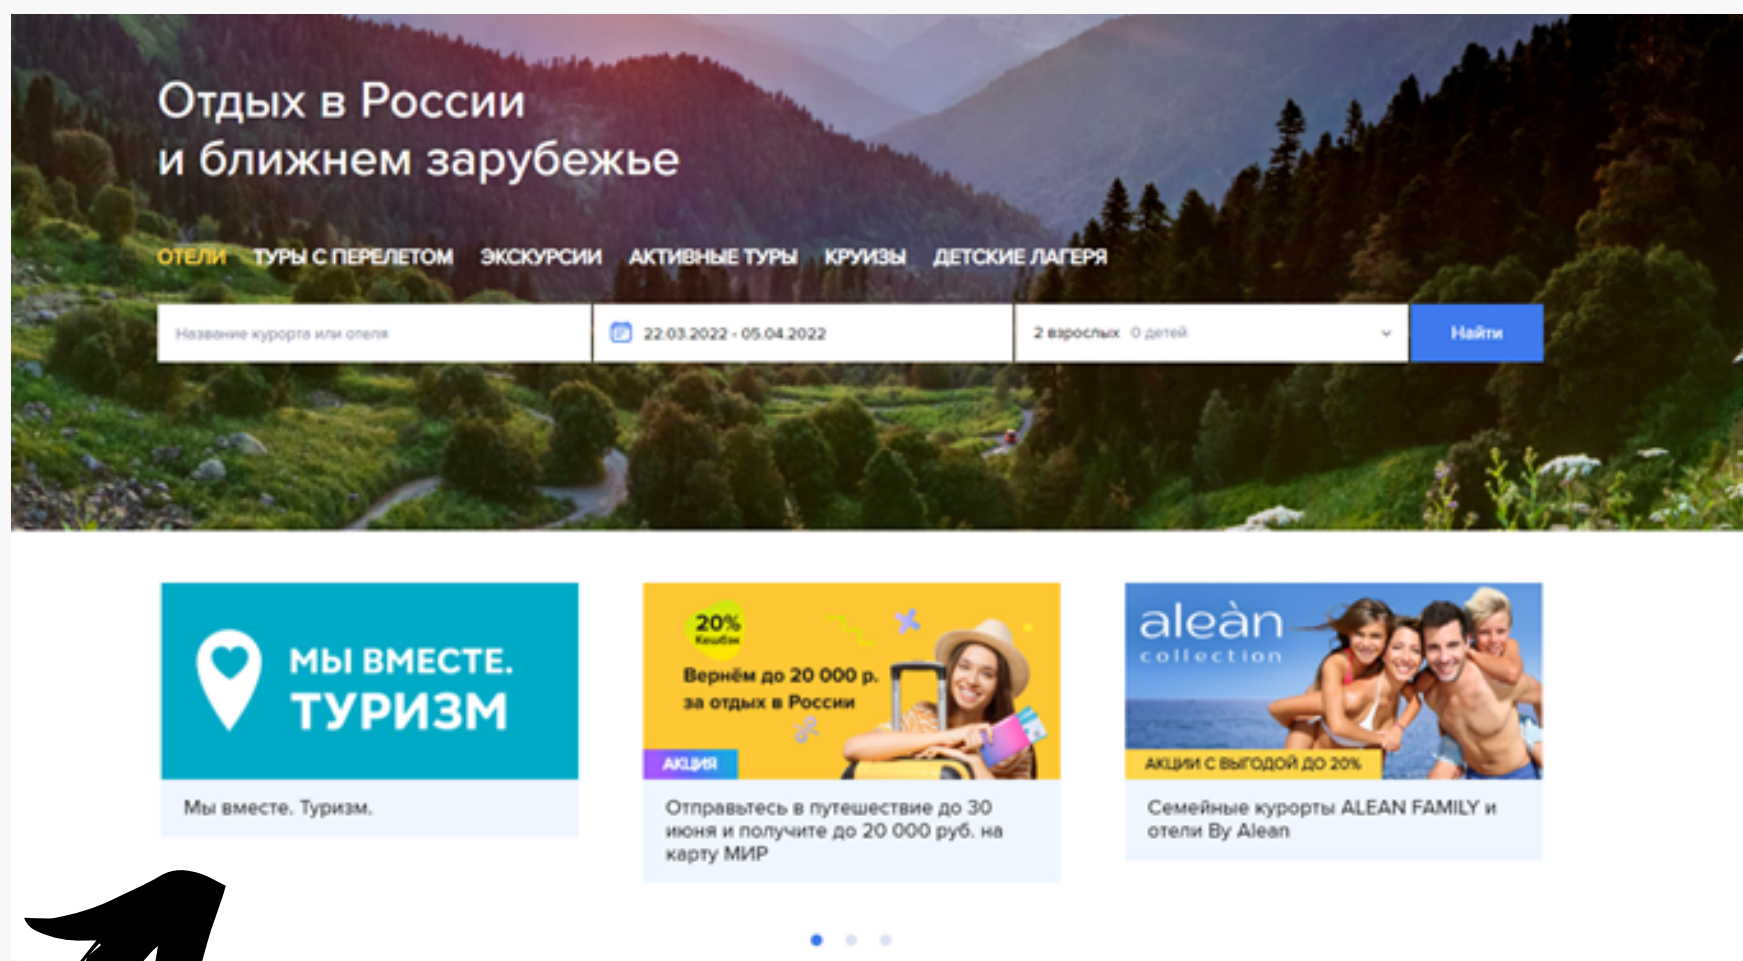 Отдых в России
и ближнем зарубежье
ОТЕЛИ ТУРЫ С ПЕРЕЛЕТОМ ЭКСКУРСИИ АКТИВНЫЕ ТУРЫ КРУИЗЫ ДЕТСКИЕ ЛАГЕРЯ
Название курорта или отеля 22.03.2022 - 05.04.2022 2 взрослых 0 детей Найти
МЫ ВМЕСТЕ.
ТУРИЗМ
Мы вместе. Туризм.
20%
Кешбэк
Вернём до 20 000 р.
за отдых в России
АКЦИЯ
Отправьтесь в путешествие до 30
июня и получите до 20 000 руб. на
карту МИР
aleàn
collection
АКЦИИ С ВЫГОДОЙ ДО 20%
Семейные курорты ALEAN FAMILY и
отели By Alean